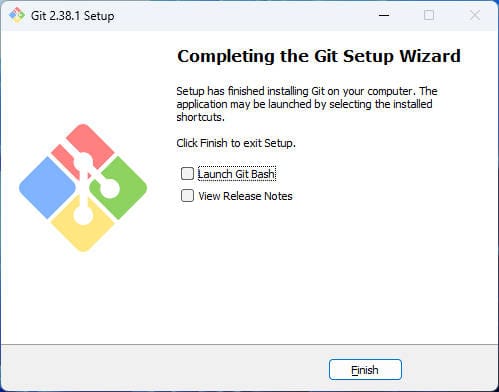 Git 2.38.1 Setup
Completing the Git Setup Wizard
Setup has finished installing Git on your computer. The
application may be launched by selecting the installed
shortcuts.
Click Finish to exit Setup.
Launch Git Bash
View Release Notes
Finish